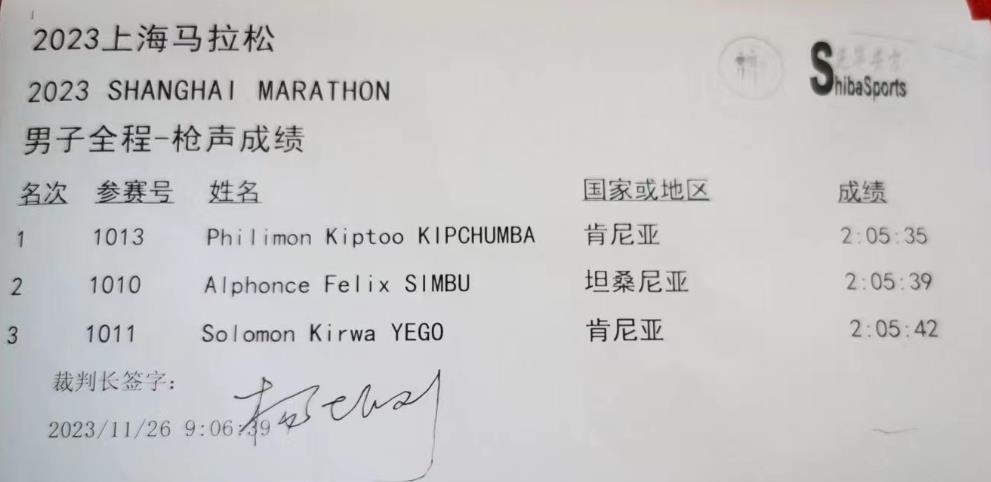 2023上海马拉松
2023 SHANGHAI MARATHON
男子全程-枪声成绩
ShibaSports
名次 参赛号 姓名 国家或地区 成绩
1 1013 Philimon Kiptoo KIPCHUMBA 肯尼亚 2:05:35
2 1010 Alphonce Felix SIMBU 坦桑尼亚 2:05:39
3 1011 Solomon Kirwa YEGO 肯尼亚 2:05:42
裁判长签字:
2023/11/26 9:06:39